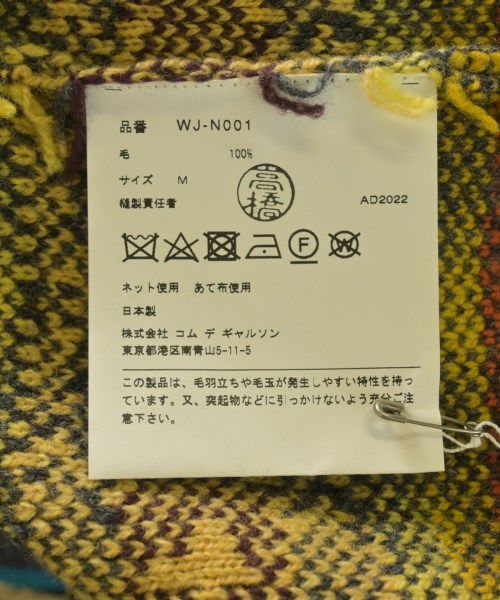 品番 WJ-N001
毛 100%
サイズ M
縫製責任者 高橋 AD2022
F W
ネット使用 あて布使用
日本製
株式会社 コム デ ギャルソン
東京都港区南青山5-11-5
この製品は、毛羽立ちや毛玉が発生しやすい特性を持っ
ています。又、突起物などに引っかけないよう充分ご注
意下さい。